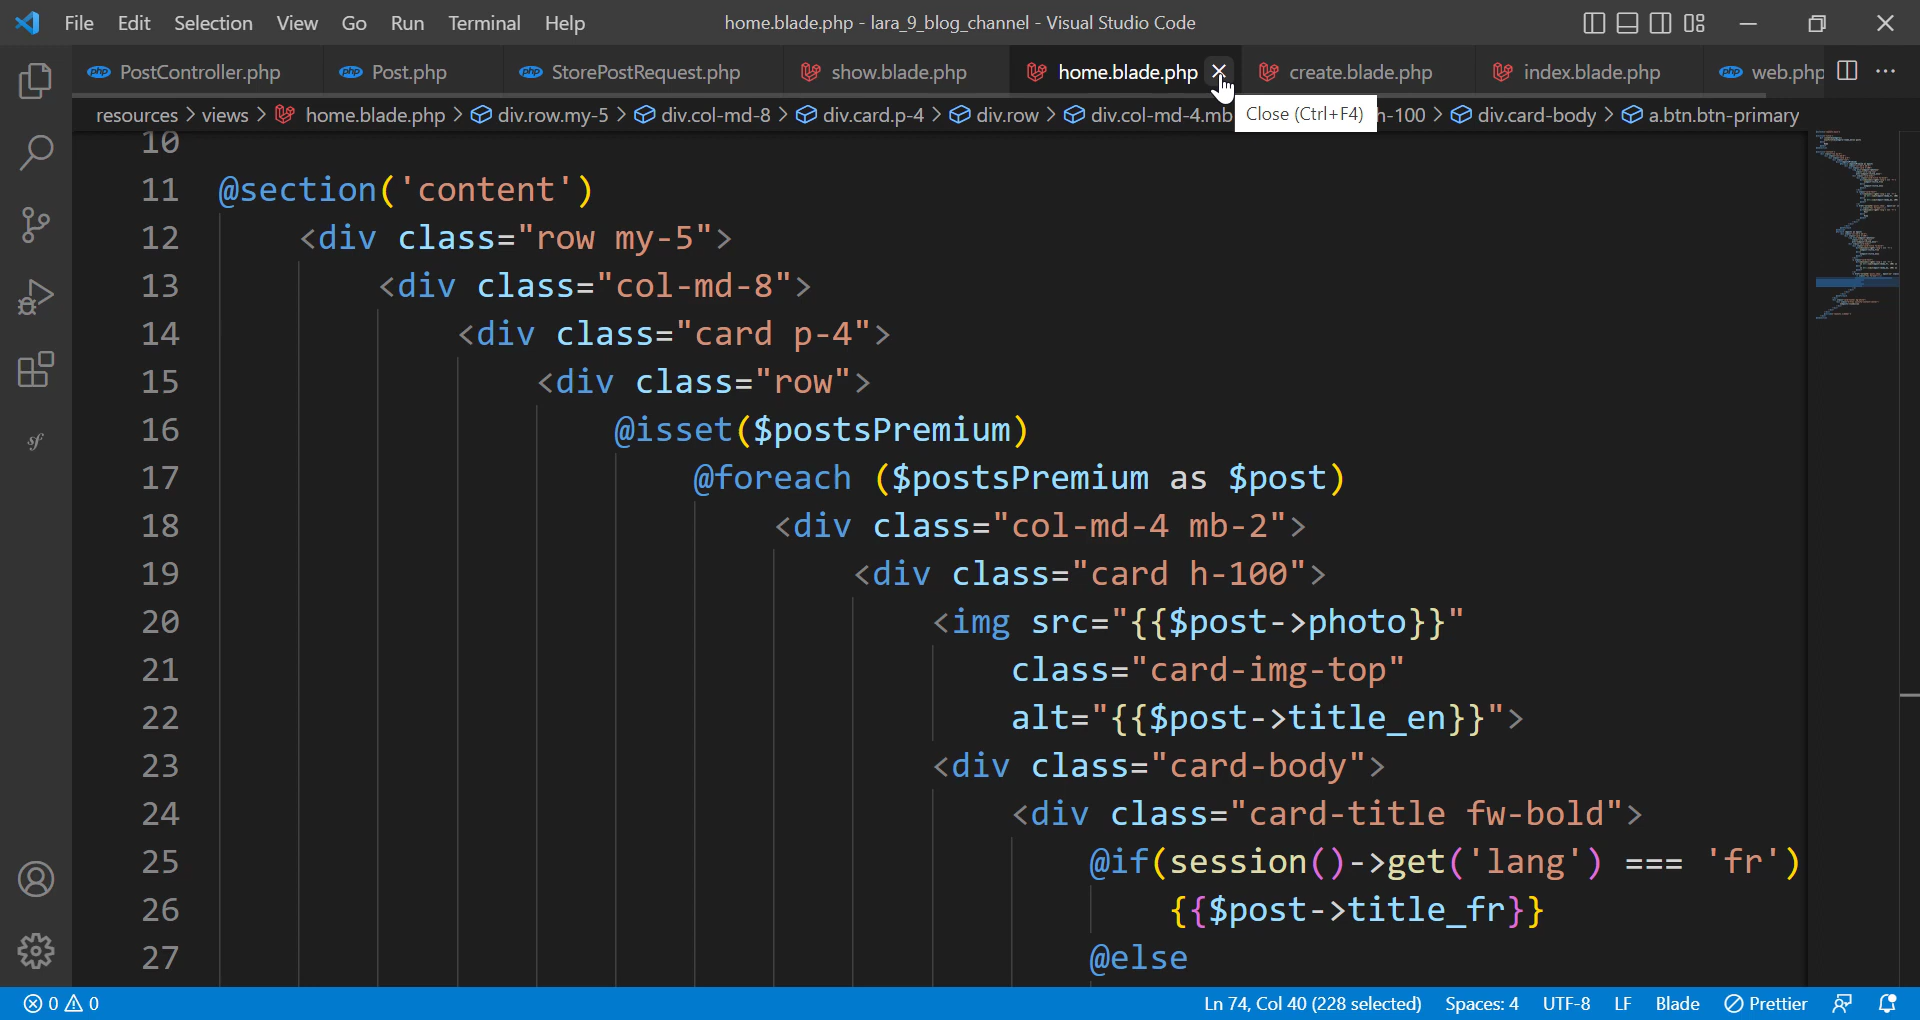 File Edit Selection View Go Run Terminal Help
home.blade.php - lara_9_blog_channel - Visual Studio Code
php PostController.php php Post.php php StorePostRequest.php show.blade.php home.blade.php create.blade.php index.blade.php php web.php
resources > views > home.blade.php > div.row.my-5 > div.col-md-8 > div.card.p-4 > div.row > div.col-md-4.mb h-100 > div.card-body > a.btn.btn-primary
Close (Ctrl+F4)
10
11 @section('content')
12 <div class="row my-5">
13 <div class="col-md-8">
14 <div class="card p-4">
15 <div class="row">
16 @isset($postsPremium)
17 @foreach ($postsPremium as $post)
18 <div class="col-md-4 mb-2">
19 <div class="card h-100">
20 <img src="{{$post->photo}}"
21 class="card-img-top"
22 alt="{{$post->title_en}}">
23 <div class="card-body">
24 <div class="card-title fw-bold">
25 @if(session()->get('lang') === 'fr')
26 {{$post->title_fr}}
27 @else
sf
0 0
Ln 74, Col 40 (228 selected) Spaces: 4 UTF-8 LF Blade Prettier